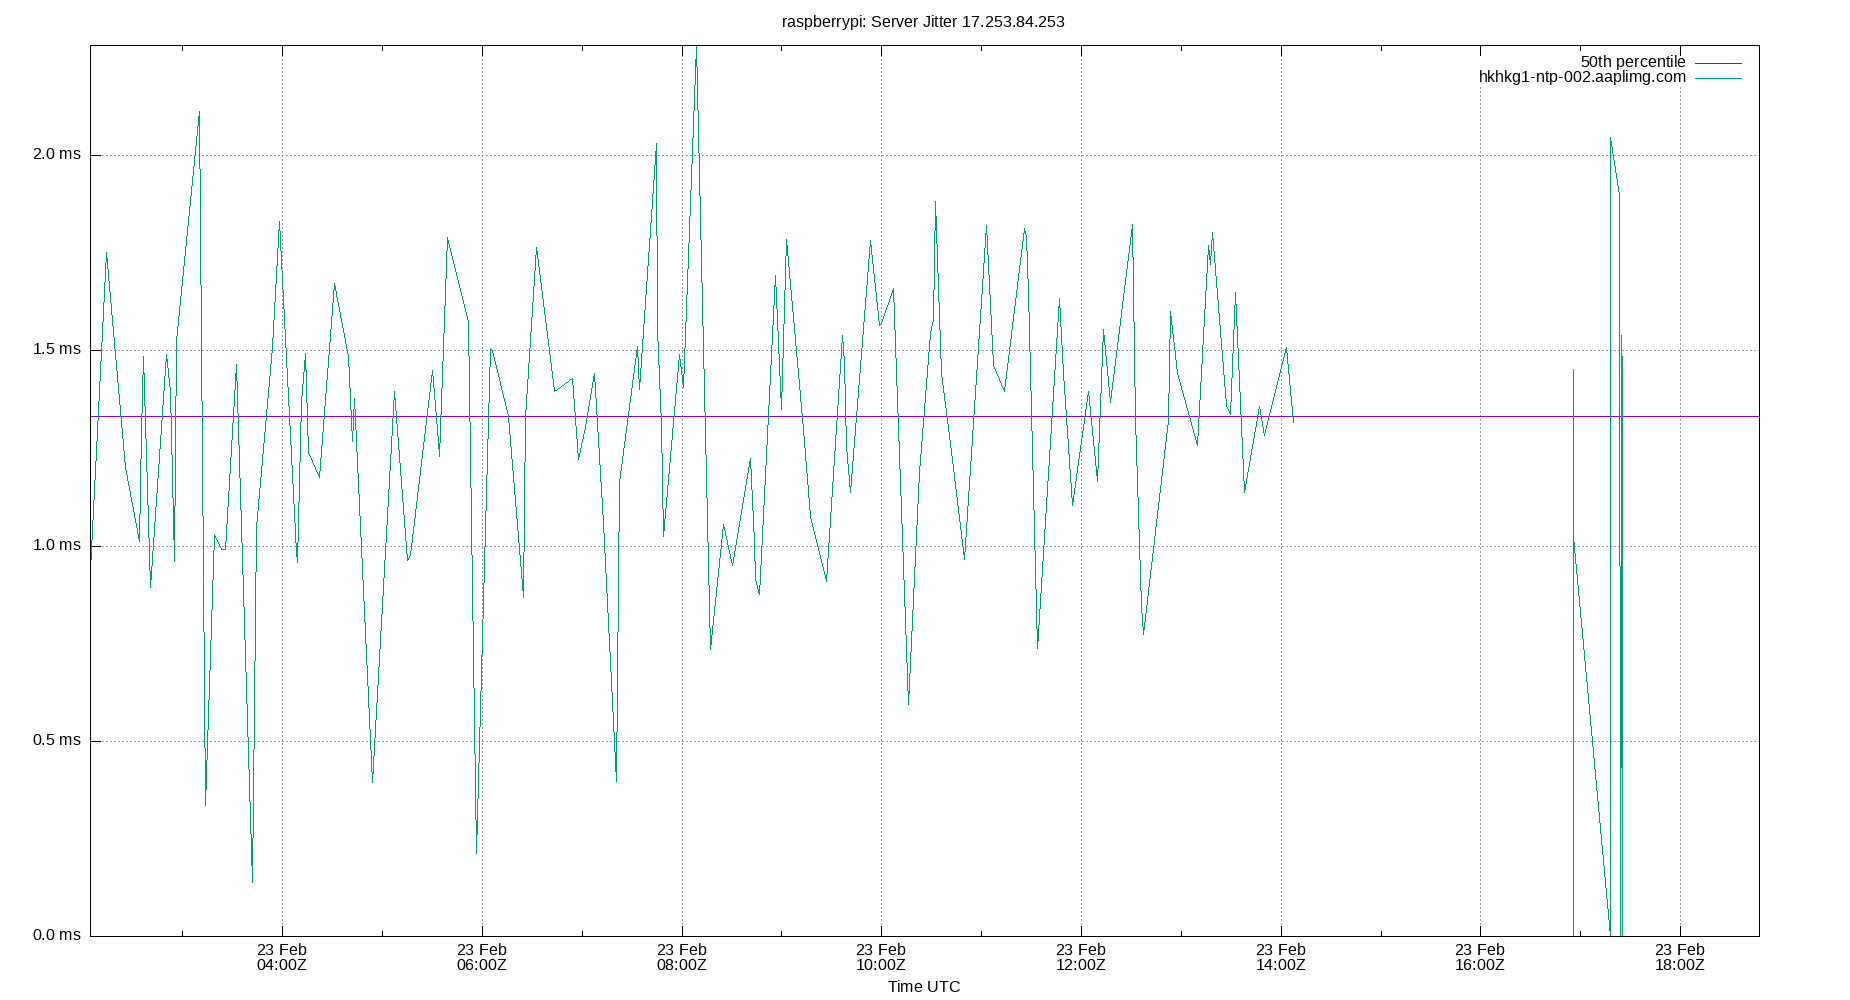 raspberrypi: Server Jitter 17.253.84.253
50th percentile
hkhkg1-ntp-002.aaplimg.com
2.0 ms
1.5 ms
1.0 ms
0.5 ms
0.0 ms
23 Feb 23 Feb 23 Feb 23 Feb 23 Feb 23 Feb 23 Feb 23 Feb
04:00Z 06:00Z 08:00Z 10:00Z 12:00Z 14:00Z 16:00Z 18:00Z
Time UTC